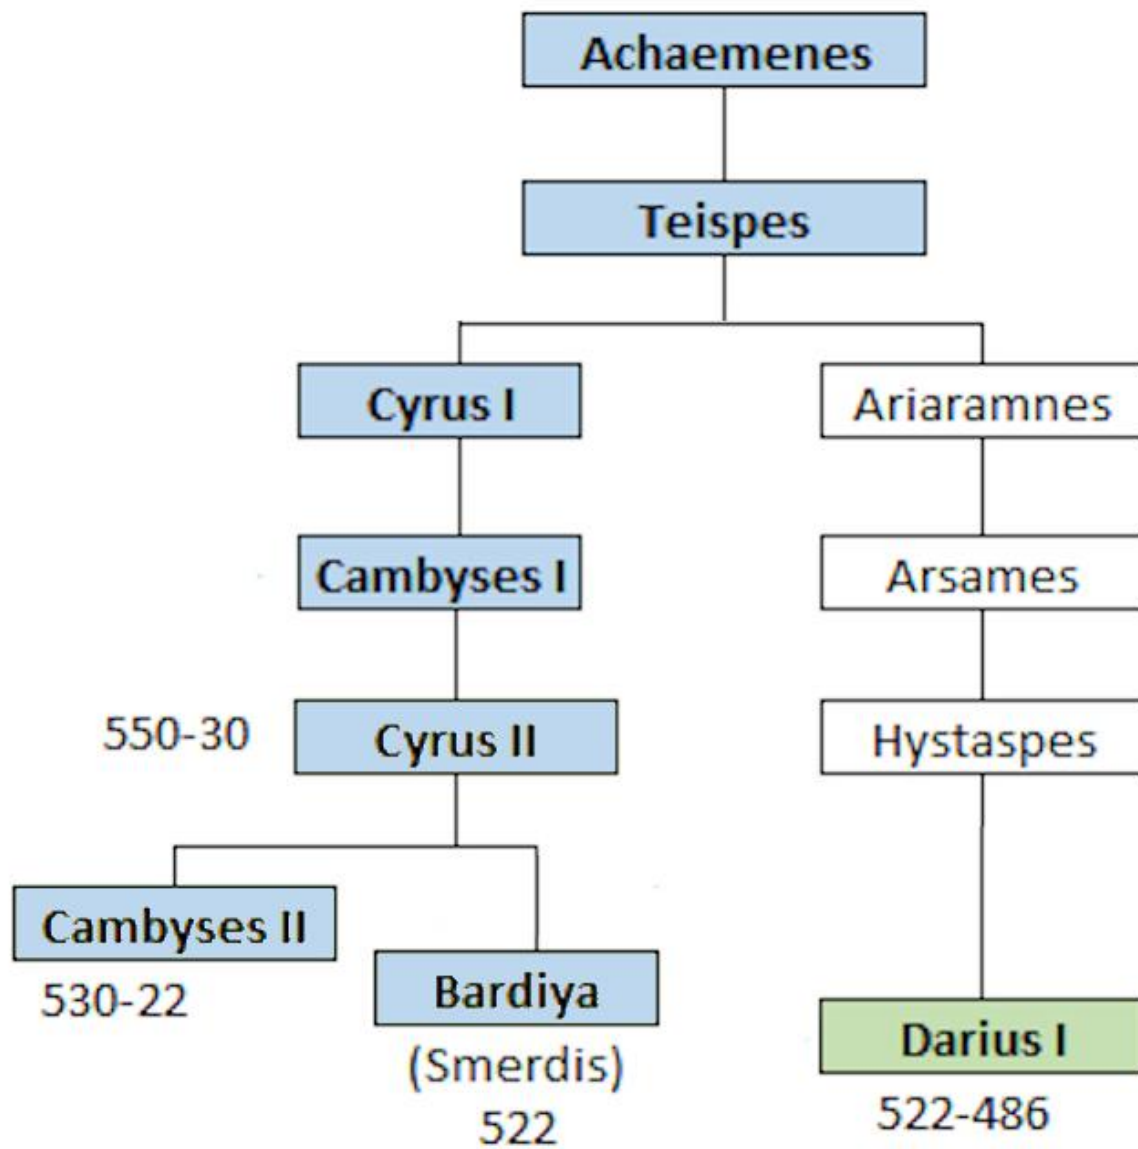 Achaemenes
Teispes
Cyrus I
Ariaramnes
Cambyses I
Arsames
550-30
Cyrus II
Hystaspes
Cambyses II
530-22
Bardiya
(Smerdis)
522
Darius I
522-486